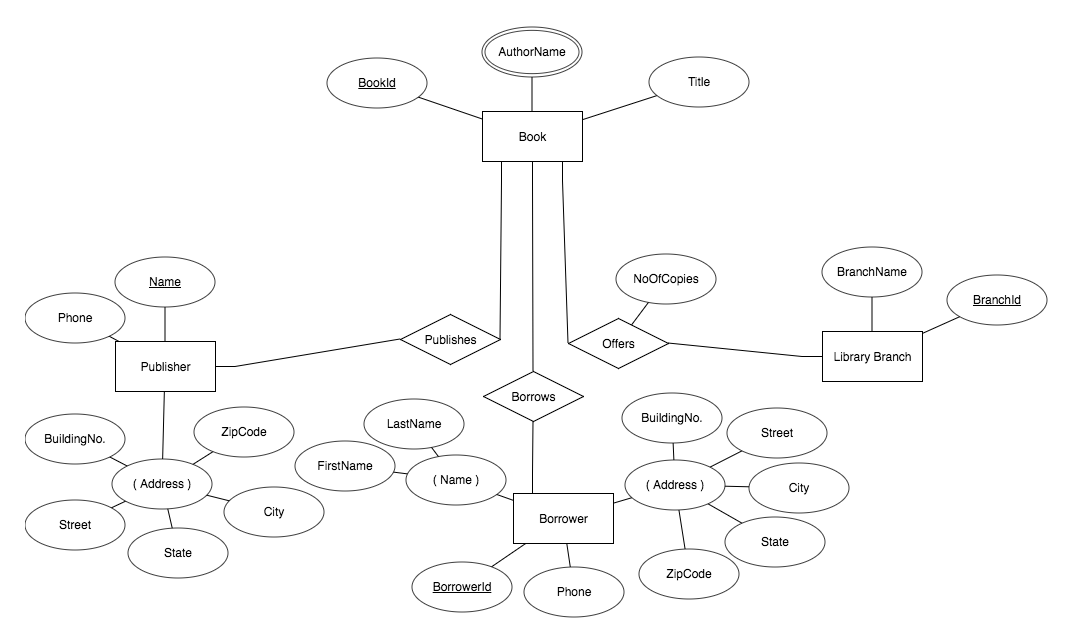 AuthorName
BookId
Title
Book
NoOfCopies
BranchName
BranchId
Name
Phone
Publishes
Offers
Library Branch
Publisher
Borrows
BuildingNo.
ZipCode
( Address )
Street
City
State
LastName
FirstName
( Name )
BuildingNo.
Street
( Address )
City
State
ZipCode
Borrower
BorrowerId
Phone